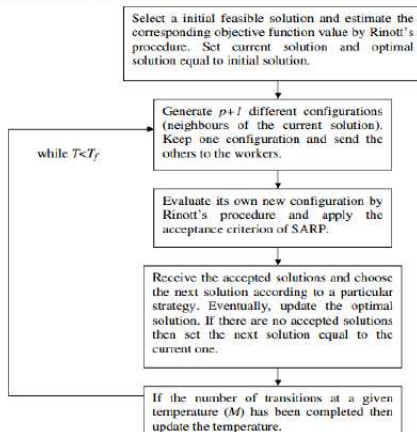 Select a initial feasible solution and estimate the
corresponding objective function value by Rinott's
procedure. Set current solution and optimal
solution equal to initial solution.
Generate p+1 different configurations
(neighbours of the current solution).
Keep one configuration and send the
others to the workers.
while T<Tf
Evaluate its own new configuration by
Rinott's procedure and apply the
acceptance criterion of SARP.
Receive the accepted solutions and choose
the next solution according to a particular
strategy. Eventually, update the optimal
solution. If there are no accepted solutions
then set the next solution equal to the
current one.
If the number of transitions at a given
temperature (M) has been completed then
update the temperature.